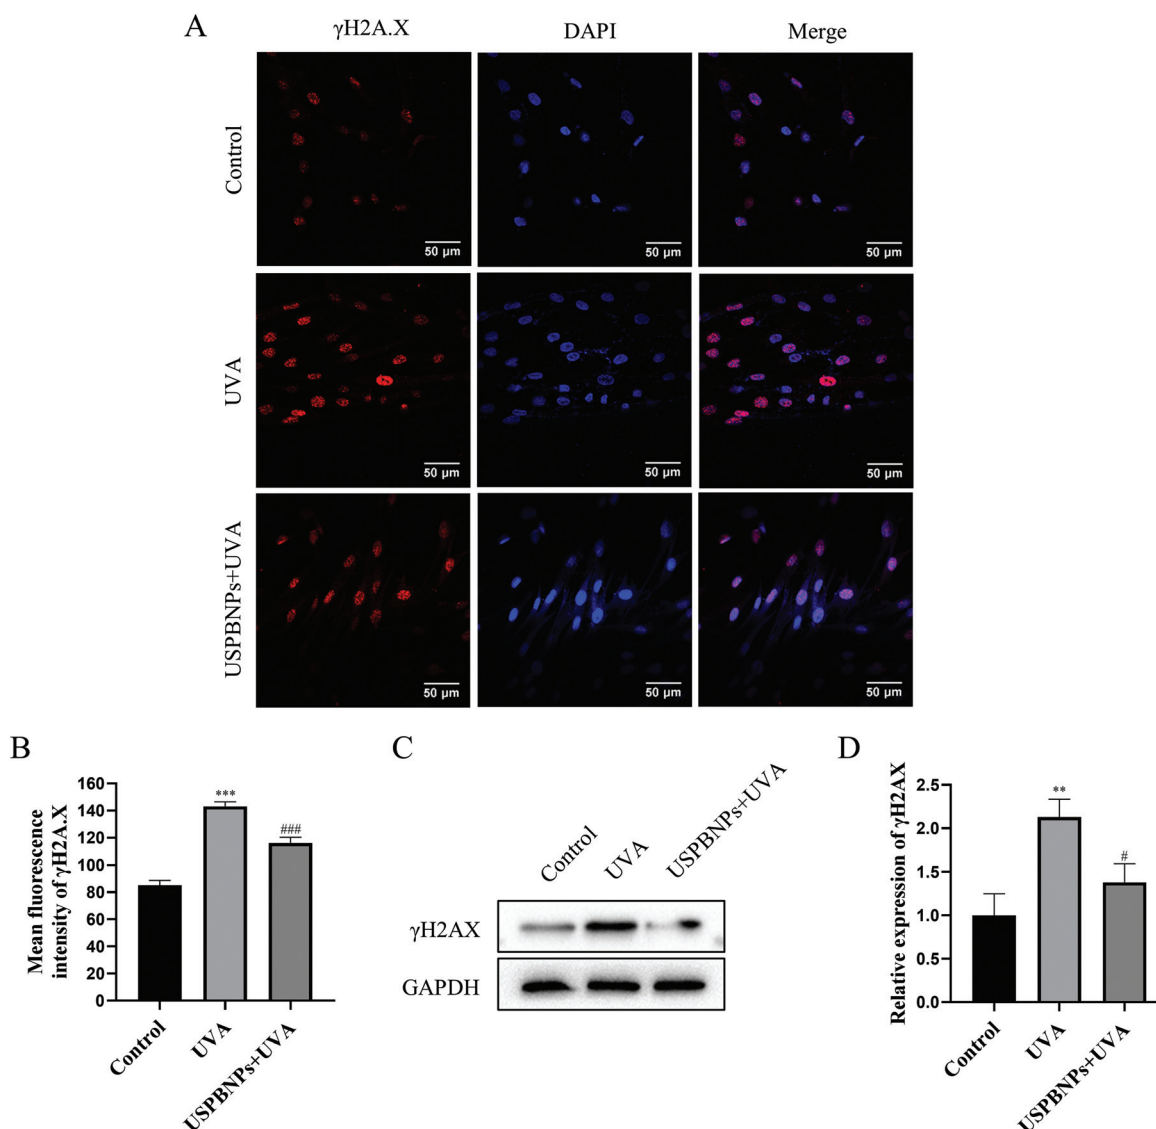 A
γH2A.X
DAPI
Merge
Control
50 μm
50 μm
50 μm
UVA
50 μm
50 μm
50 μm
USPBNPs+UVA
50 μm
50 μm
50 μm
B
Mean fluorescence
intensity of γH2A.X
160
140
120
100
80
60
40
20
0
***
###
Control
UVA
USPBNPs+UVA
C
Control
UVA
USPBNPs+UVA
γH2AX
GAPDH
D
Relative expression of γH2AX
2.5
2.0
1.5
1.0
0.5
0.0
**
#
Control
UVA
USPBNPs+UVA